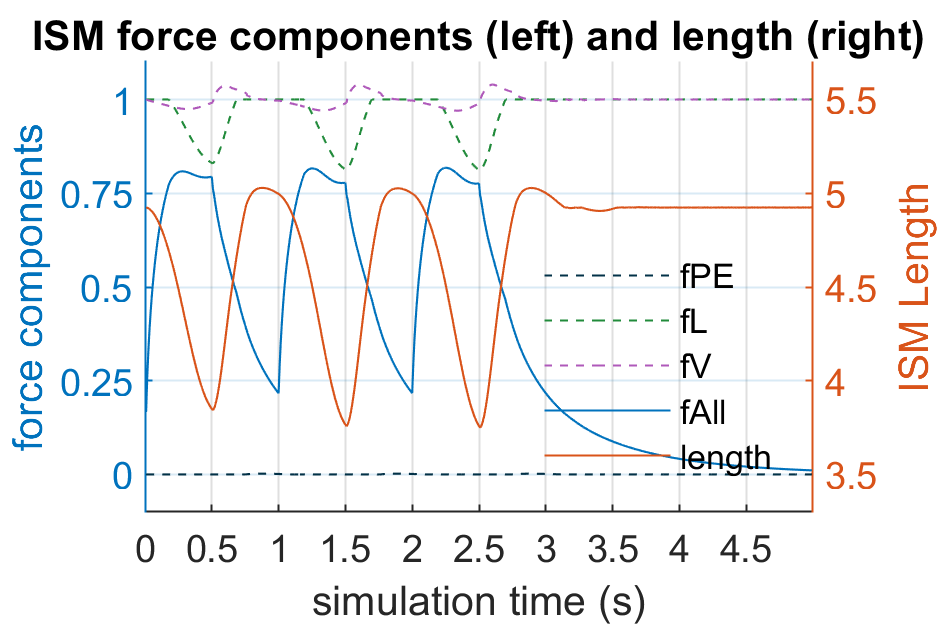 ISM force components (left) and length (right)
force components
1
0.75
0.5
0.25
0
5.5
5
4.5
4
3.5
ISM Length
fPE
fL
fV
fAll
length
0 0.5 1 1.5 2 2.5 3 3.5 4 4.5
simulation time (s)